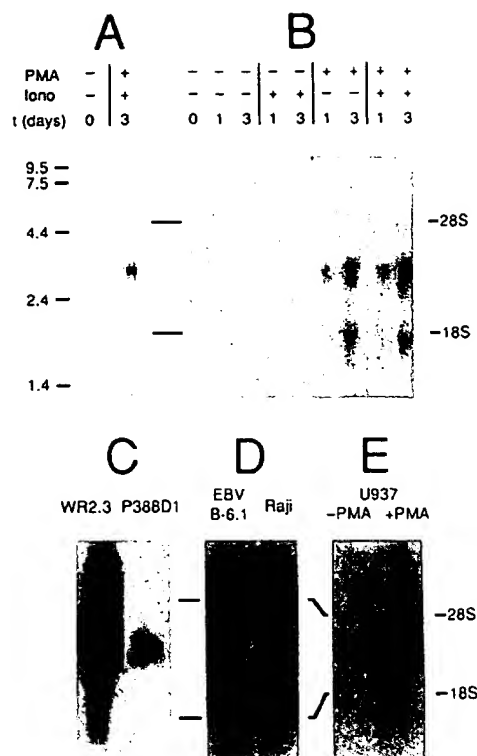 A B
PMA − + − − − − − + + + +
Iono − + − − − + + − − + +
t (days) 0 3 0 1 3 1 3 1 3 1 3
9.5 −
7.5 −
4.4 −
−28S
2.4 −
−18S
1.4 −
C D E
WR2.3 P388D1 EBV B-6.1 Raji U937 −PMA +PMA
−28S
−18S